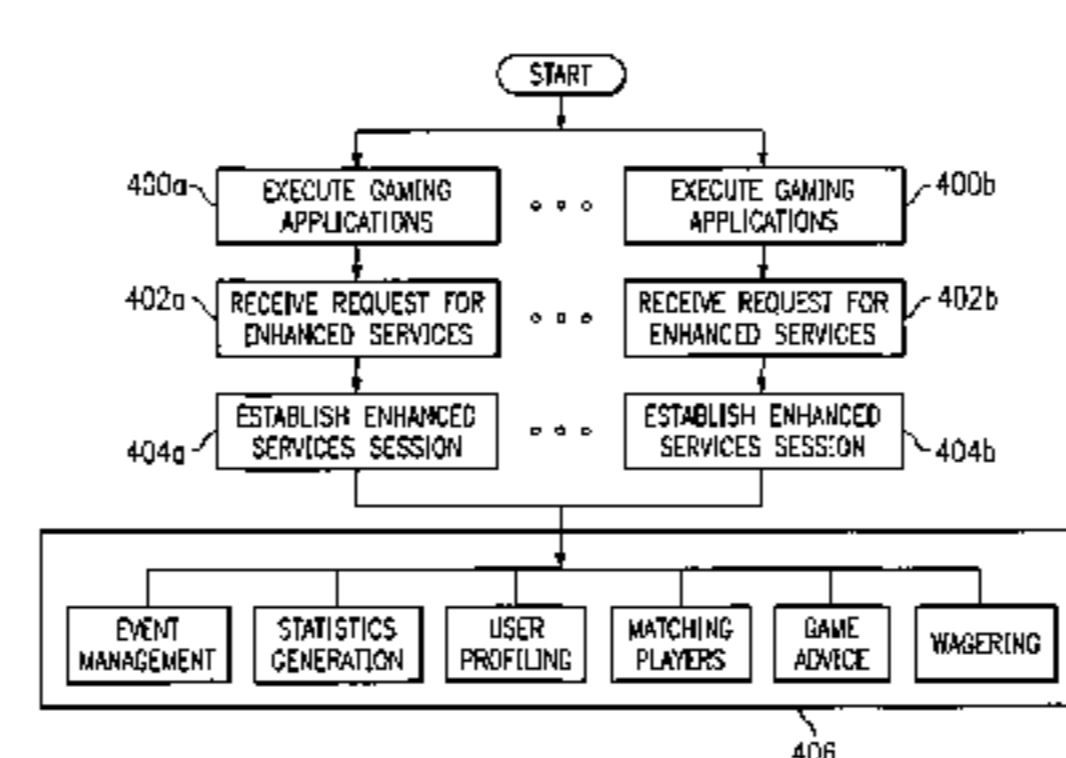 START
400a
EXECUTE GAMING
APPLICATIONS
EXECUTE GAMING
APPLICATIONS
400b
402a
RECEIVE REQUEST FOR
ENHANCED SERVICES
RECEIVE REQUEST FOR
ENHANCED SERVICES
402b
404a
ESTABLISH ENHANCED
SERVICES SESSION
ESTABLISH ENHANCED
SERVICES SESSION
404b
EVENT
MANAGEMENT
STATISTICS
GENERATION
USER
PROFILING
MATCHING
PLAYERS
GAME
ADVICE
WAGERING
406